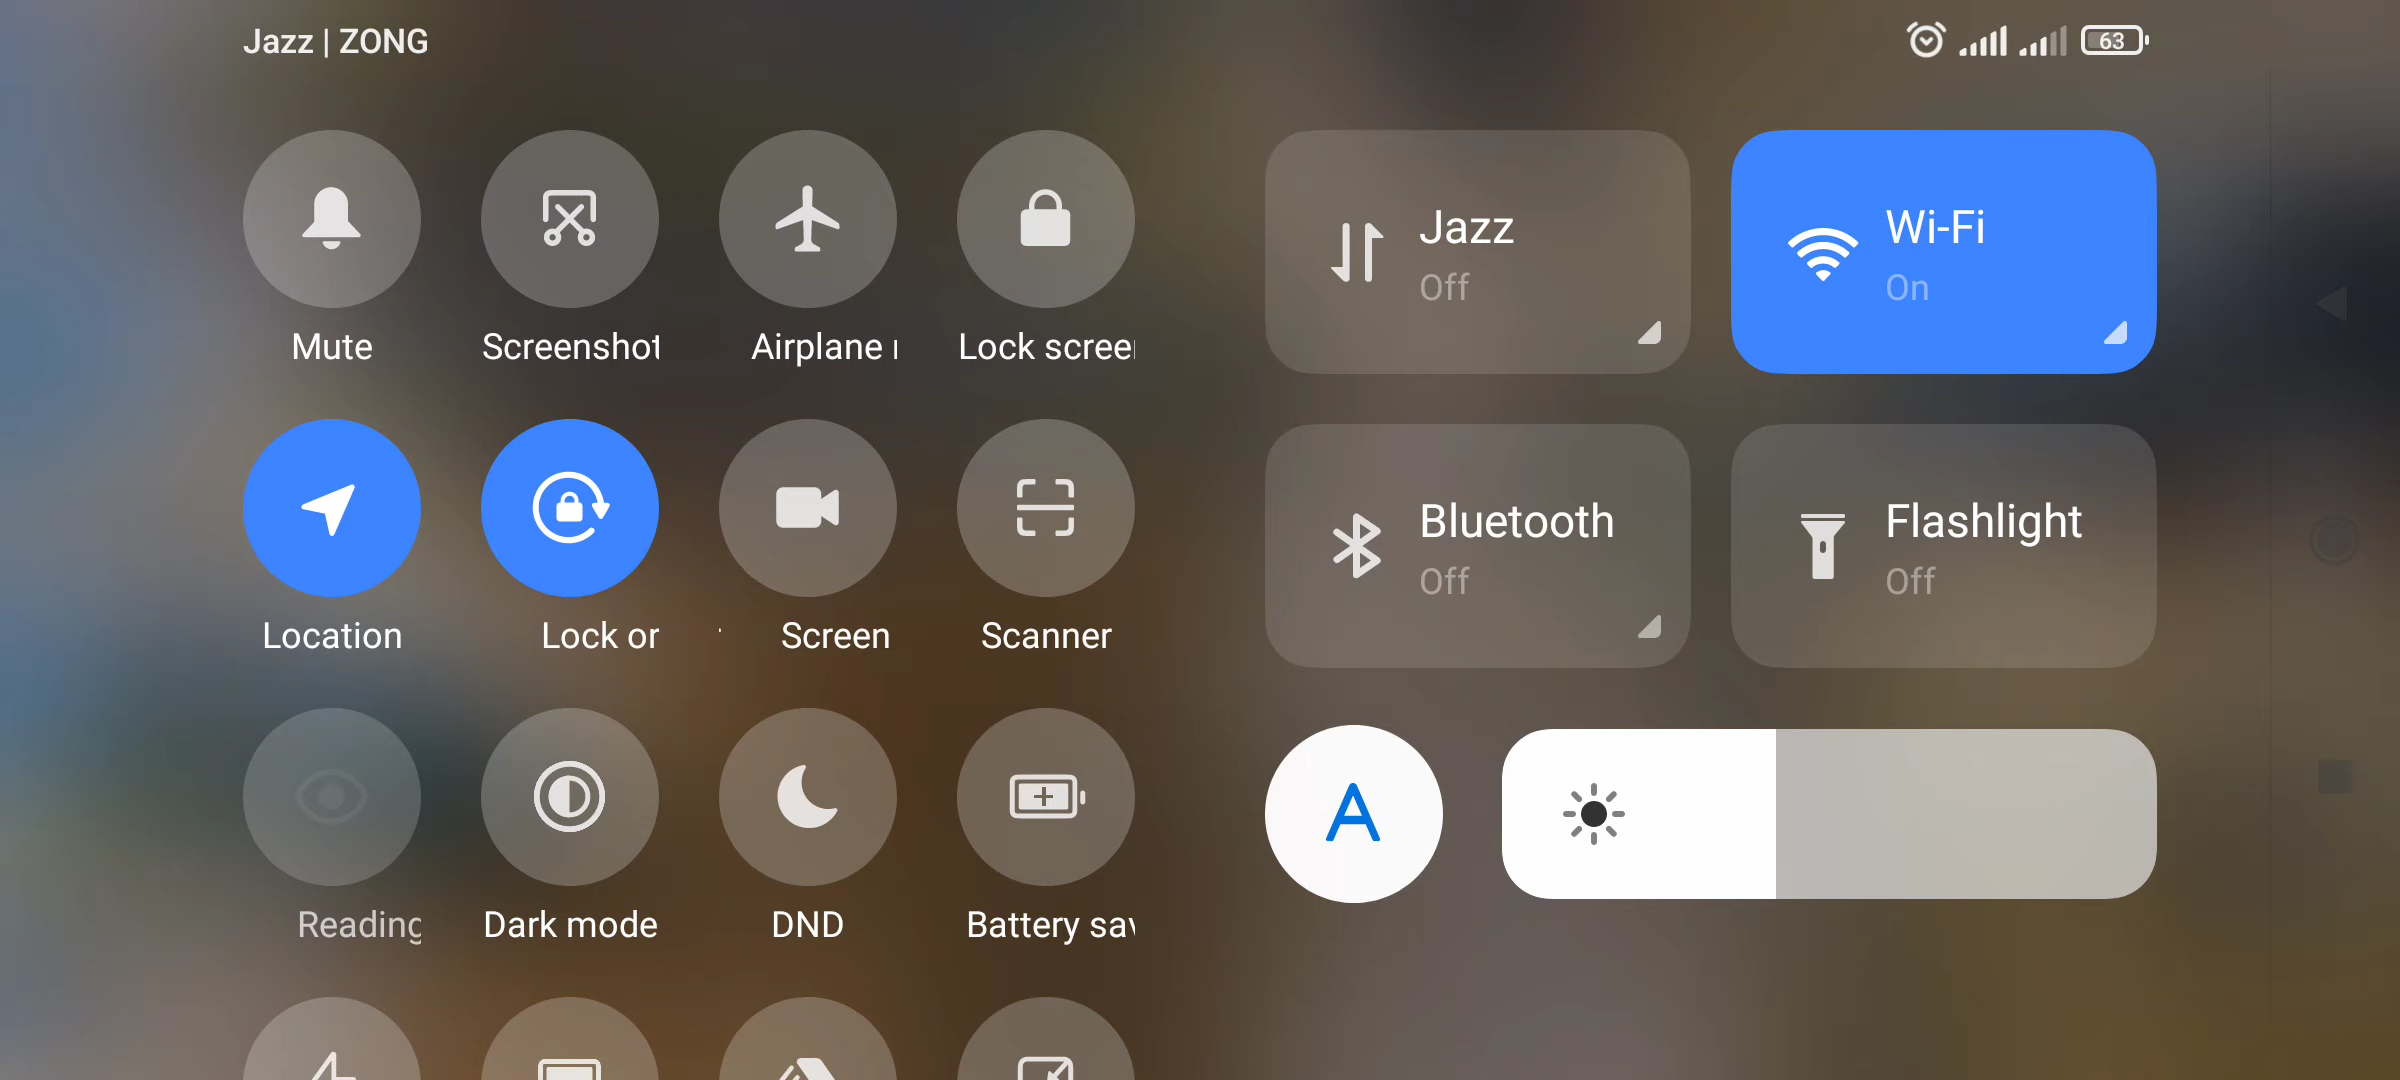 Jazz | ZONG
63
Mute
Screenshot
Airplane
Lock scree
Jazz
Off
Wi-Fi
On
Location
Lock or
Screen
Scanner
Bluetooth
Off
Flashlight
Off
Reading
Dark mode
DND
Battery sav
A